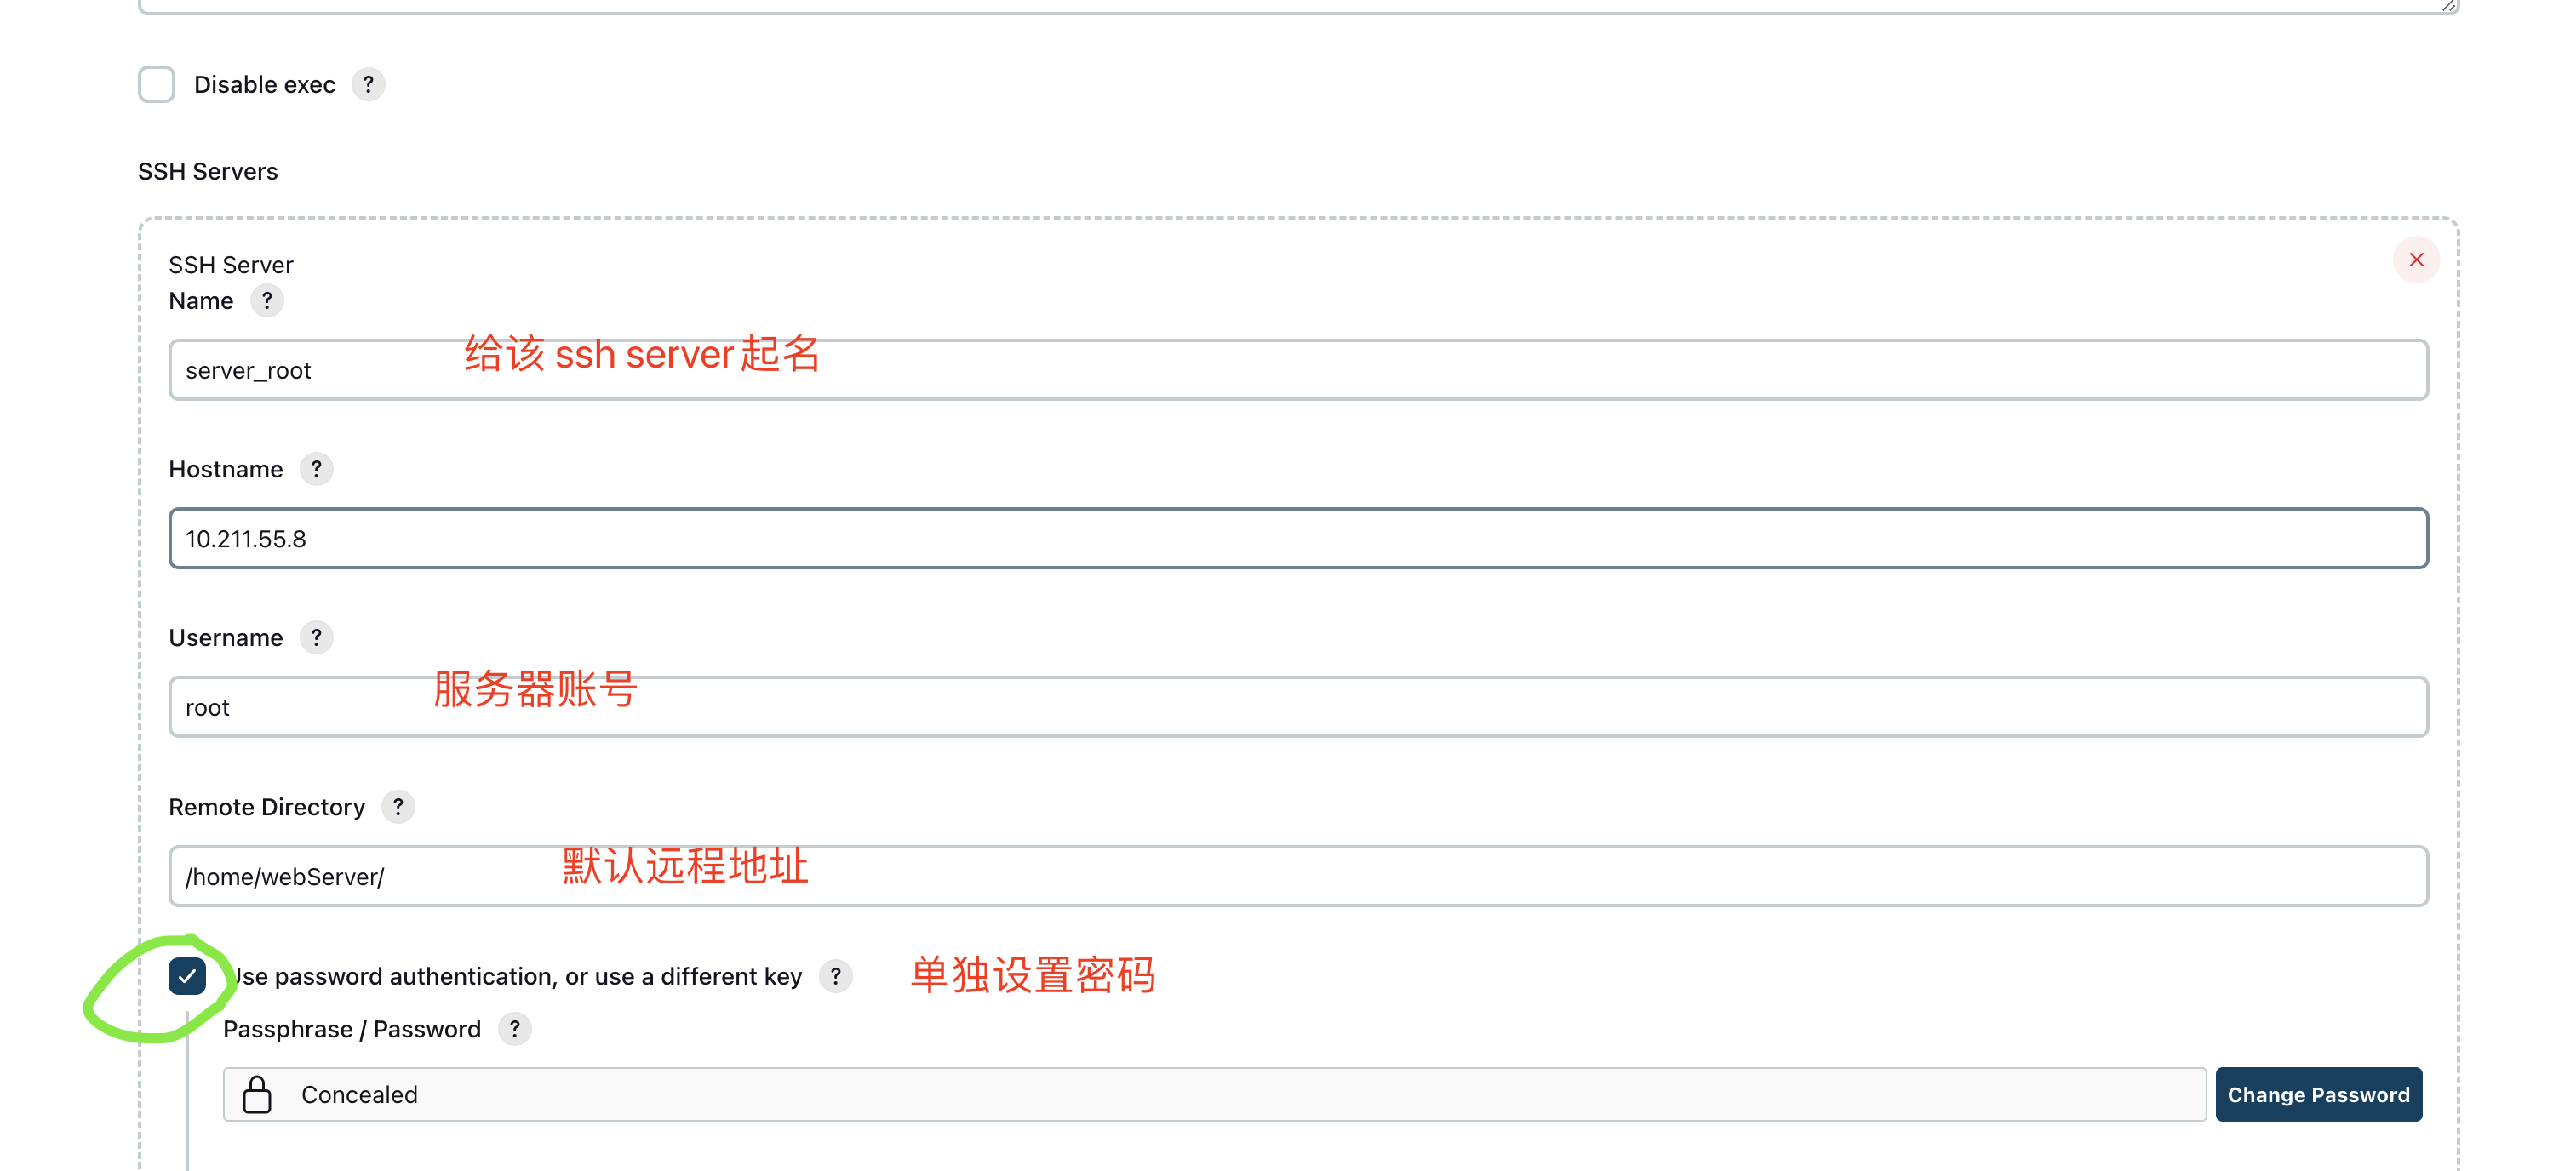 Disable exec ?
SSH Servers
SSH Server
Name ?
给该 ssh server 起名
server_root
Hostname ?
10.211.55.8
Username ?
服务器账号
root
Remote Directory ?
默认远程地址
/home/webServer/
Use password authentication, or use a different key ? 单独设置密码
Passphrase / Password ?
Concealed
Change Password